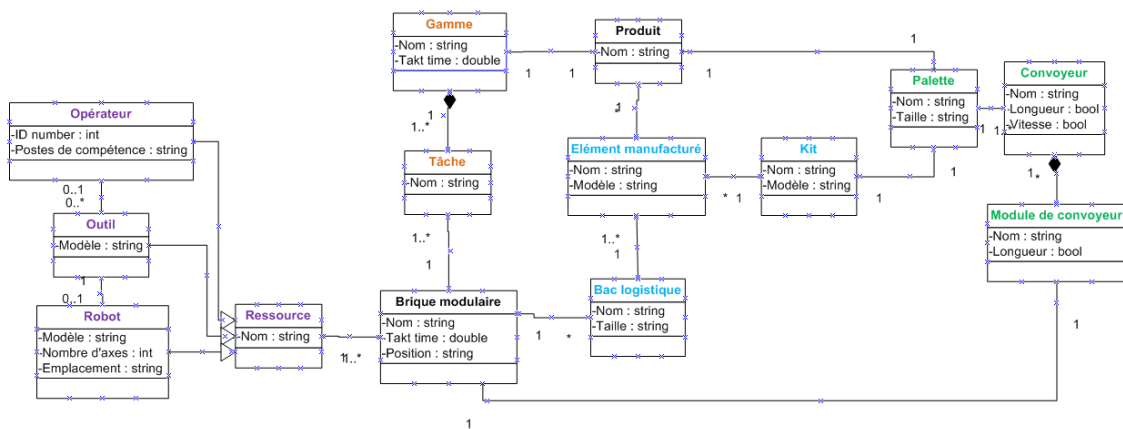 Gamme
-Nom : string
-Takt time : double
1
1
Produit
-Nom : string
1
1
Palette
-Nom : string
-Taille : string
1
1..*
Convoyeur
-Nom : string
-Longueur : bool
-Vitesse : bool
Opérateur
-ID number : int
-Postes de compétence : string
1
1..*
1
*
Tâche
-Nom : string
Elément manufacturé
-Nom : string
-Modèle : string
*
1
Kit
-Nom : string
-Modèle : string
1
1
1
*
0..1
0..*
Outil
-Modèle : string
Module de convoyeur
-Nom : string
-Longueur : bool
1..*
1
1..*
1
1
0..1
Robot
-Modèle : string
-Nombre d'axes : int
-Emplacement : string
Ressource
-Nom : string
1..*
1
Brique modulaire
-Nom : string
-Takt time : double
-Position : string
1
*
Bac logistique
-Nom : string
-Taille : string
1
1